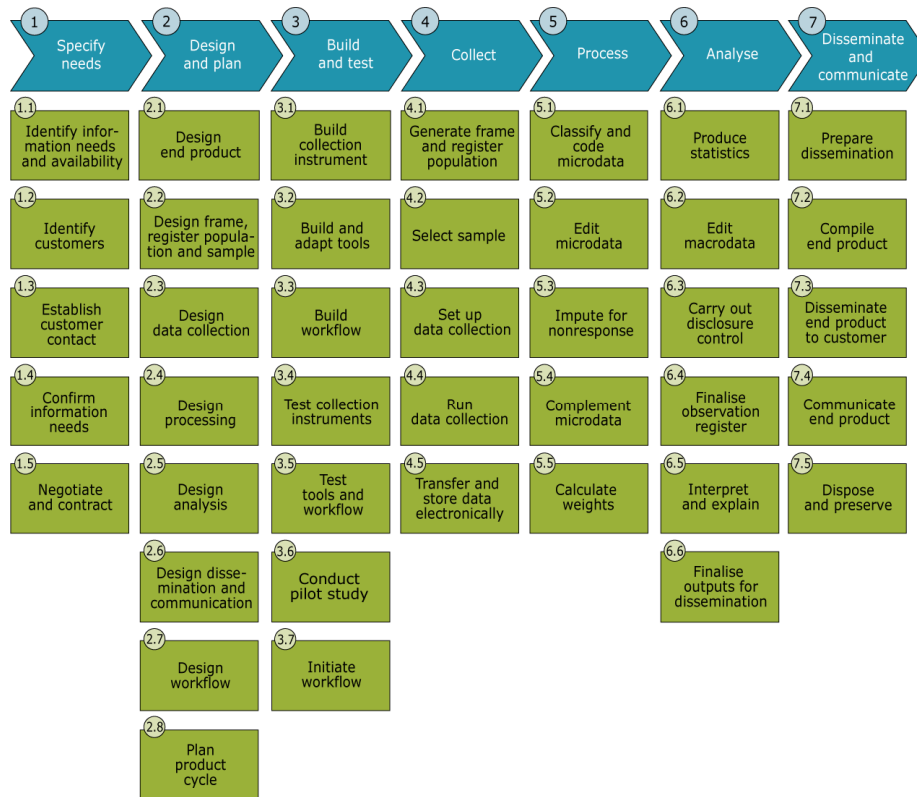 1
Specify
needs
2
Design
and plan
3
Build
and test
4
Collect
5
Process
6
Analyse
7
Disseminate
and
communicate
1.1
Identify infor-
mation needs
and availability
1.2
Identify
customers
1.3
Establish
customer
contact
1.4
Confirm
information
needs
1.5
Negotiate
and contract
2.1
Design
end product
2.2
Design frame,
register popula-
tion and sample
2.3
Design
data collection
2.4
Design
processing
2.5
Design
analysis
2.6
Design disse-
mination and
communication
2.7
Design
workflow
2.8
Plan
product
cycle
3.1
Build
collection
instrument
3.2
Build and
adapt tools
3.3
Build
workflow
3.4
Test collection
instruments
3.5
Test
tools and
workflow
3.6
Conduct
pilot study
3.7
Initiate
workflow
4.1
Generate frame
and register
population
4.2
Select sample
4.3
Set up
data collection
4.4
Run
data collection
4.5
Transfer and
store data
electronically
5.1
Classify and
code microdata
5.2
Edit
microdata
5.3
Impute for
nonresponse
5.4
Complement
microdata
5.5
Calculate
weights
6.1
Produce
statistics
6.2
Edit
macrodata
6.3
Carry out
disclosure
control
6.4
Finalise
observation
register
6.5
Interpret
and explain
6.6
Finalise
outputs for
dissemination
7.1
Prepare
dissemination
7.2
Compile
end product
7.3
Disseminate
end product
to customer
7.4
Communicate
end product
7.5
Dispose
and preserve